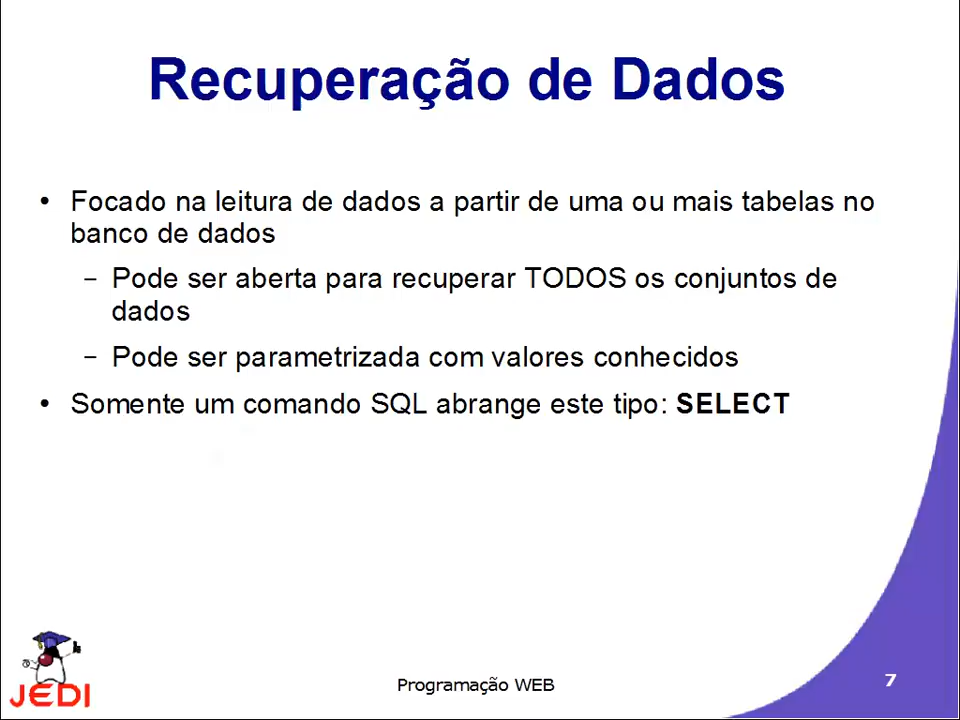 Recuperação de Dados
• Focado na leitura de dados a partir de uma ou mais tabelas no
banco de dados
– Pode ser aberta para recuperar TODOS os conjuntos de
dados
– Pode ser parametrizada com valores conhecidos
• Somente um comando SQL abrange este tipo: SELECT
JEDI
Programação WEB
7